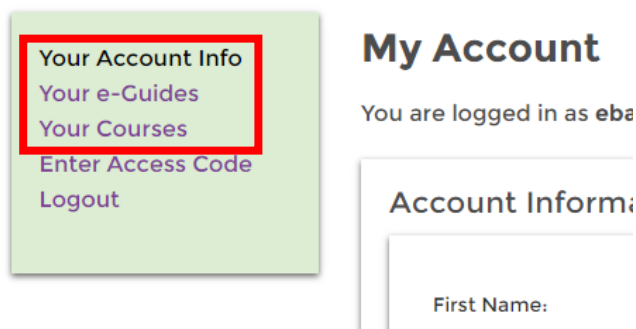 Your Account Info
Your e-Guides
Your Courses
Enter Access Code
Logout
My Account
You are logged in as
Account
First Name: